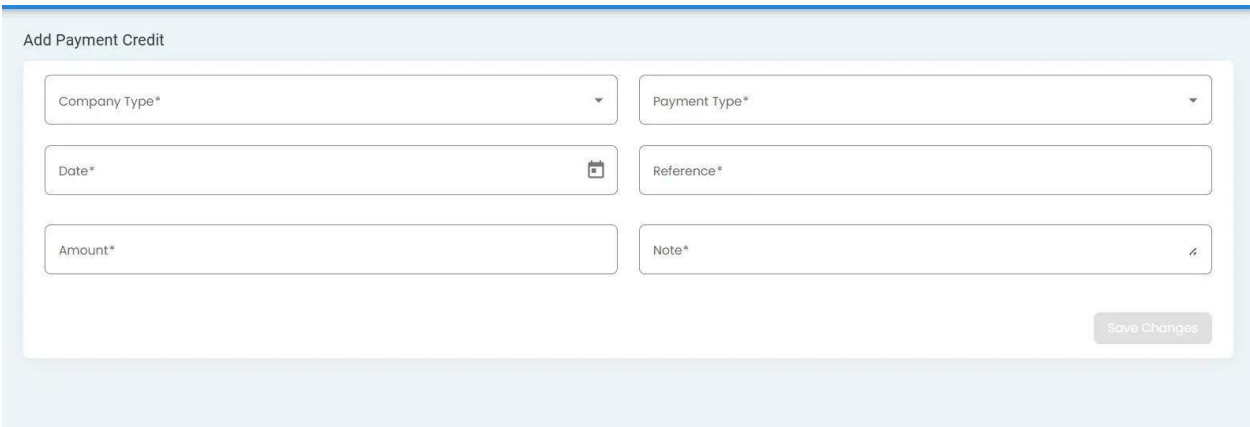 Add Payment Credit
Company Type*
Payment Type*
Date*
Reference*
Amount*
Note*
Save Changes